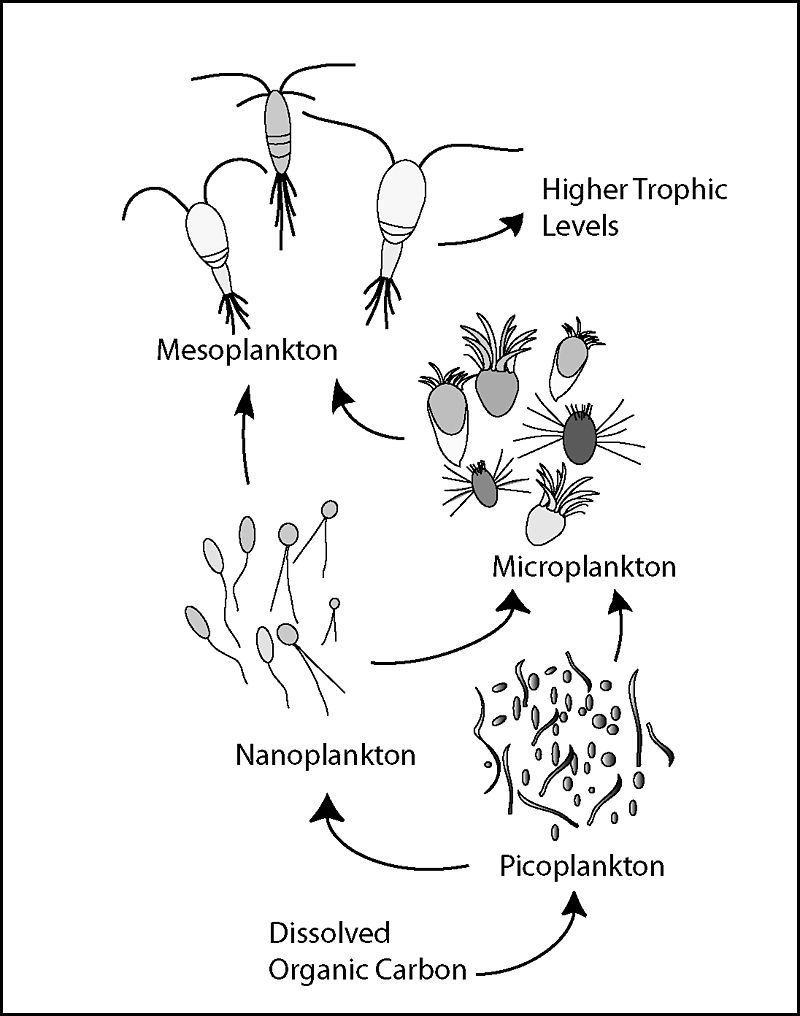 Higher Trophic
Levels
Mesoplankton
Microplankton
Nanoplankton
Picoplankton
Dissolved
Organic Carbon